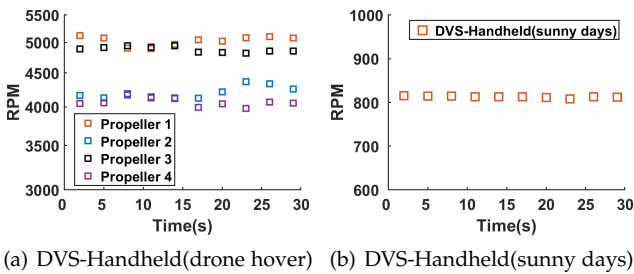 5500
5000
4500
4000
3000
RPM
Propeller 1
Propeller 2
Propeller 3
Propeller 4
0 5 10 15 20 25 30
Time(s)
(a) DVS-Handheld(drone hover)
1000
900
800
700
600
RPM
DVS-Handheld(sunny days)
0 5 10 15 20 25 30
Time(s)
(b) DVS-Handheld(sunny days)